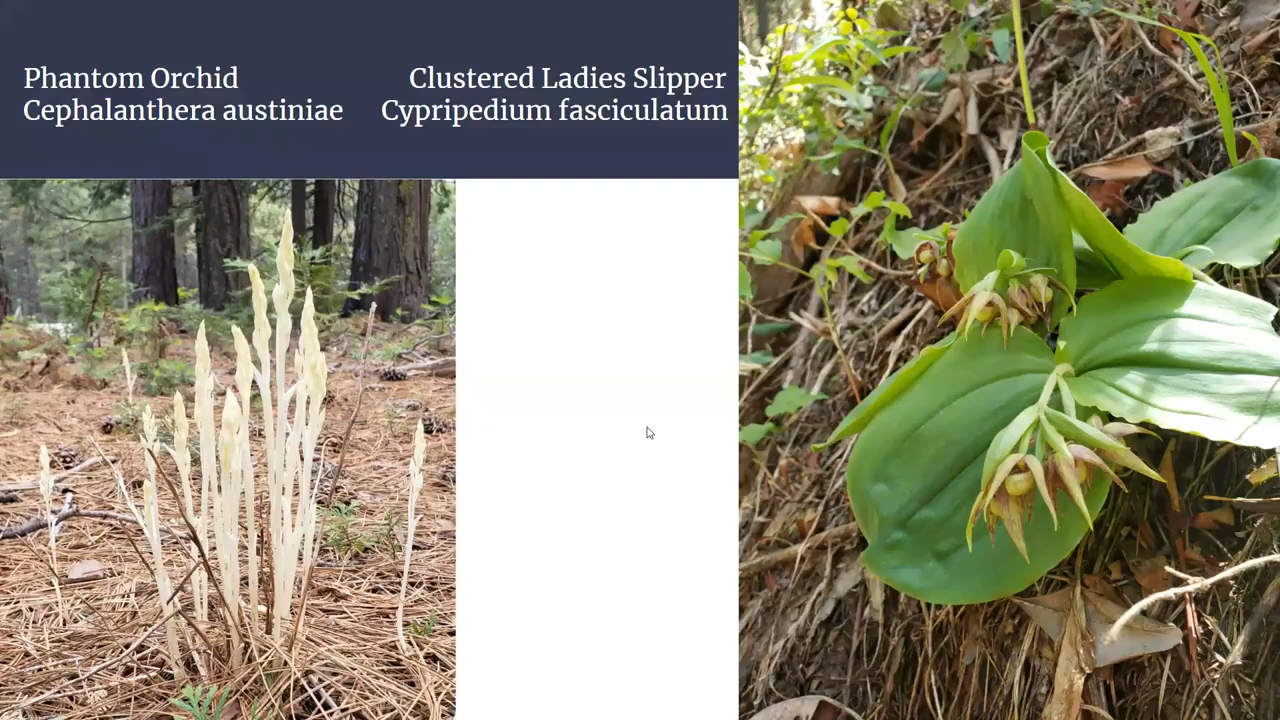 Phantom Orchid
Cephalanthera austiniae
Clustered Ladies Slipper
Cypripedium fasciculatum